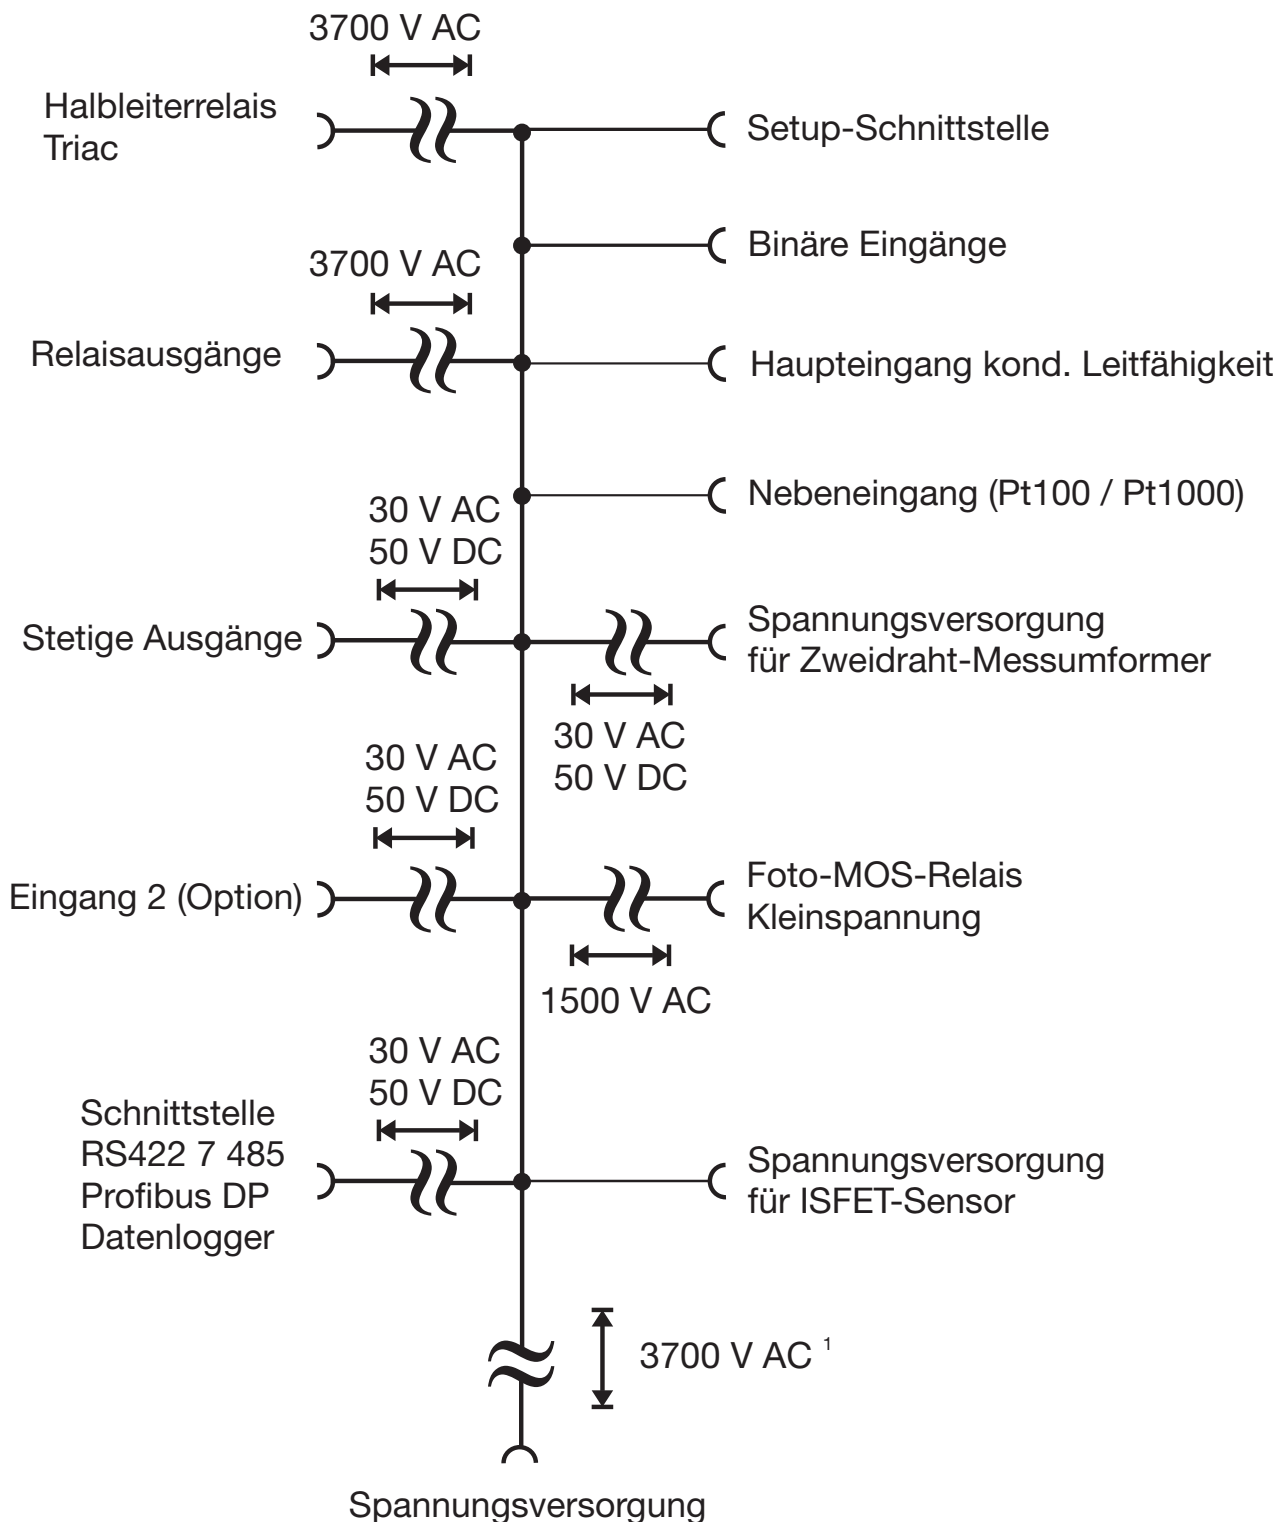 3700 V AC
Halbleiterrelais
Triac
Setup-Schnittstelle
Binäre Eingänge
3700 V AC
Relaisausgänge
Haupteingang kond. Leitfähigkeit
Nebeneingang (Pt100 / Pt1000)
30 V AC
50 V DC
Stetige Ausgänge
Spannungsversorgung
für Zweidraht-Messumformer
30 V AC
50 V DC
30 V AC
50 V DC
Eingang 2 (Option)
Foto-MOS-Relais
Kleinspannung
1500 V AC
30 V AC
50 V DC
Schnittstelle
RS422 7 485
Profibus DP
Datenlogger
Spannungsversorgung
für ISFET-Sensor
3700 V AC 1
Spannungsversorgung